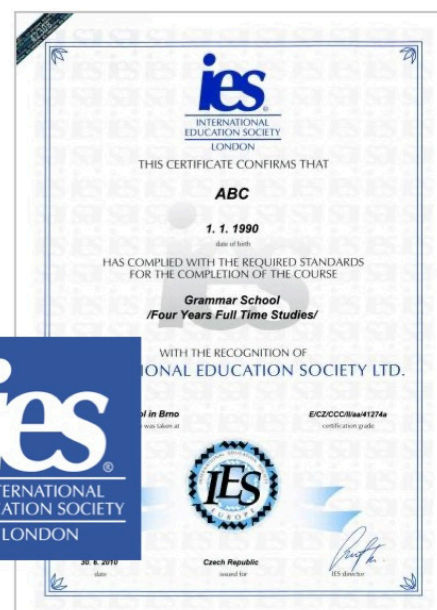 ies
INTERNATIONAL
EDUCATION SOCIETY
LONDON
THIS CERTIFICATE CONFIRMS THAT
ABC
1. 1. 1990
date of birth
HAS COMPLIED WITH THE REQUIRED STANDARDS
FOR THE COMPLETION OF THE COURSE
Grammar School
/Four Years Full Time Studies/
WITH THE RECOGNITION OF
IONAL EDUCATION SOCIETY LTD.
ol in Brno
E/CZ/CCC/II/aa/41274a
was taken at
certification grade
ies
TERNATIONAL
ATION SOCIETY
LONDON
IES
EUROPE
30. 6. 2010
Czech Republic
date
issued for
IES director